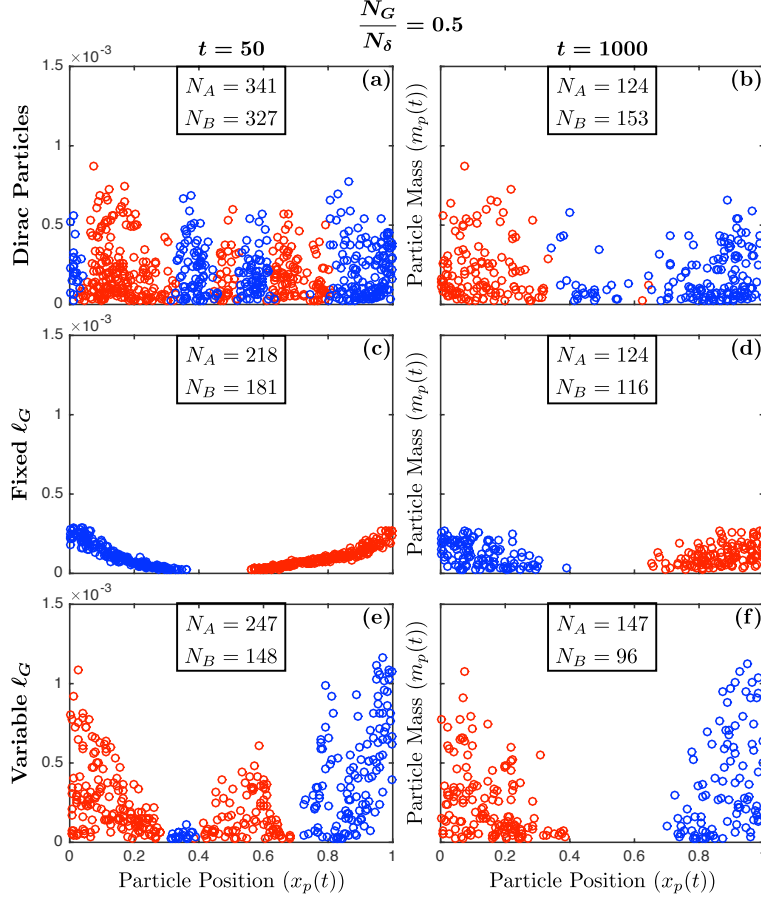 N_G / N_δ = 0.5
t = 50
t = 1000
×10⁻³
Dirac Particles
1.5
1
0.5
0
(a)
N_A = 341
N_B = 327
Particle Mass (m_p(t))
(b)
N_A = 124
N_B = 153
×10⁻³
Fixed ℓ_G
1.5
1
0.5
0
(c)
N_A = 218
N_B = 181
Particle Mass (m_p(t))
(d)
N_A = 124
N_B = 116
×10⁻³
Variable ℓ_G
1.5
1
0.5
0
(e)
N_A = 247
N_B = 148
Particle Mass (m_p(t))
(f)
N_A = 147
N_B = 96
0 0.2 0.4 0.6 0.8 1
0 0.2 0.4 0.6 0.8 1
Particle Position (x_p(t))
Particle Position (x_p(t))